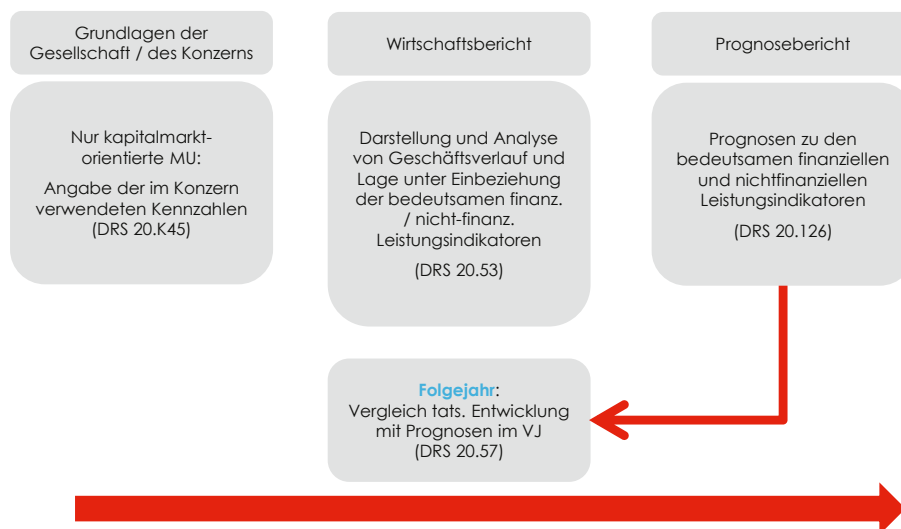 Grundlagen der
Gesellschaft / des Konzerns
Nur kapitalmarkt-
orientierte MU:
Angabe der im Konzern
verwendeten Kennzahlen
(DRS 20.K45)
Wirtschaftsbericht
Darstellung und Analyse
von Geschäftsverlauf und
Lage unter Einbeziehung
der bedeutsamen finanz.
/ nicht-finanz.
Leistungsindikatoren
(DRS 20.53)
Prognosebericht
Prognosen zu den
bedeutsamen finanziellen
und nichtfinanziellen
Leistungsindikatoren
(DRS 20.126)
Folgejahr:
Vergleich tats. Entwicklung
mit Prognosen im VJ
(DRS 20.57)